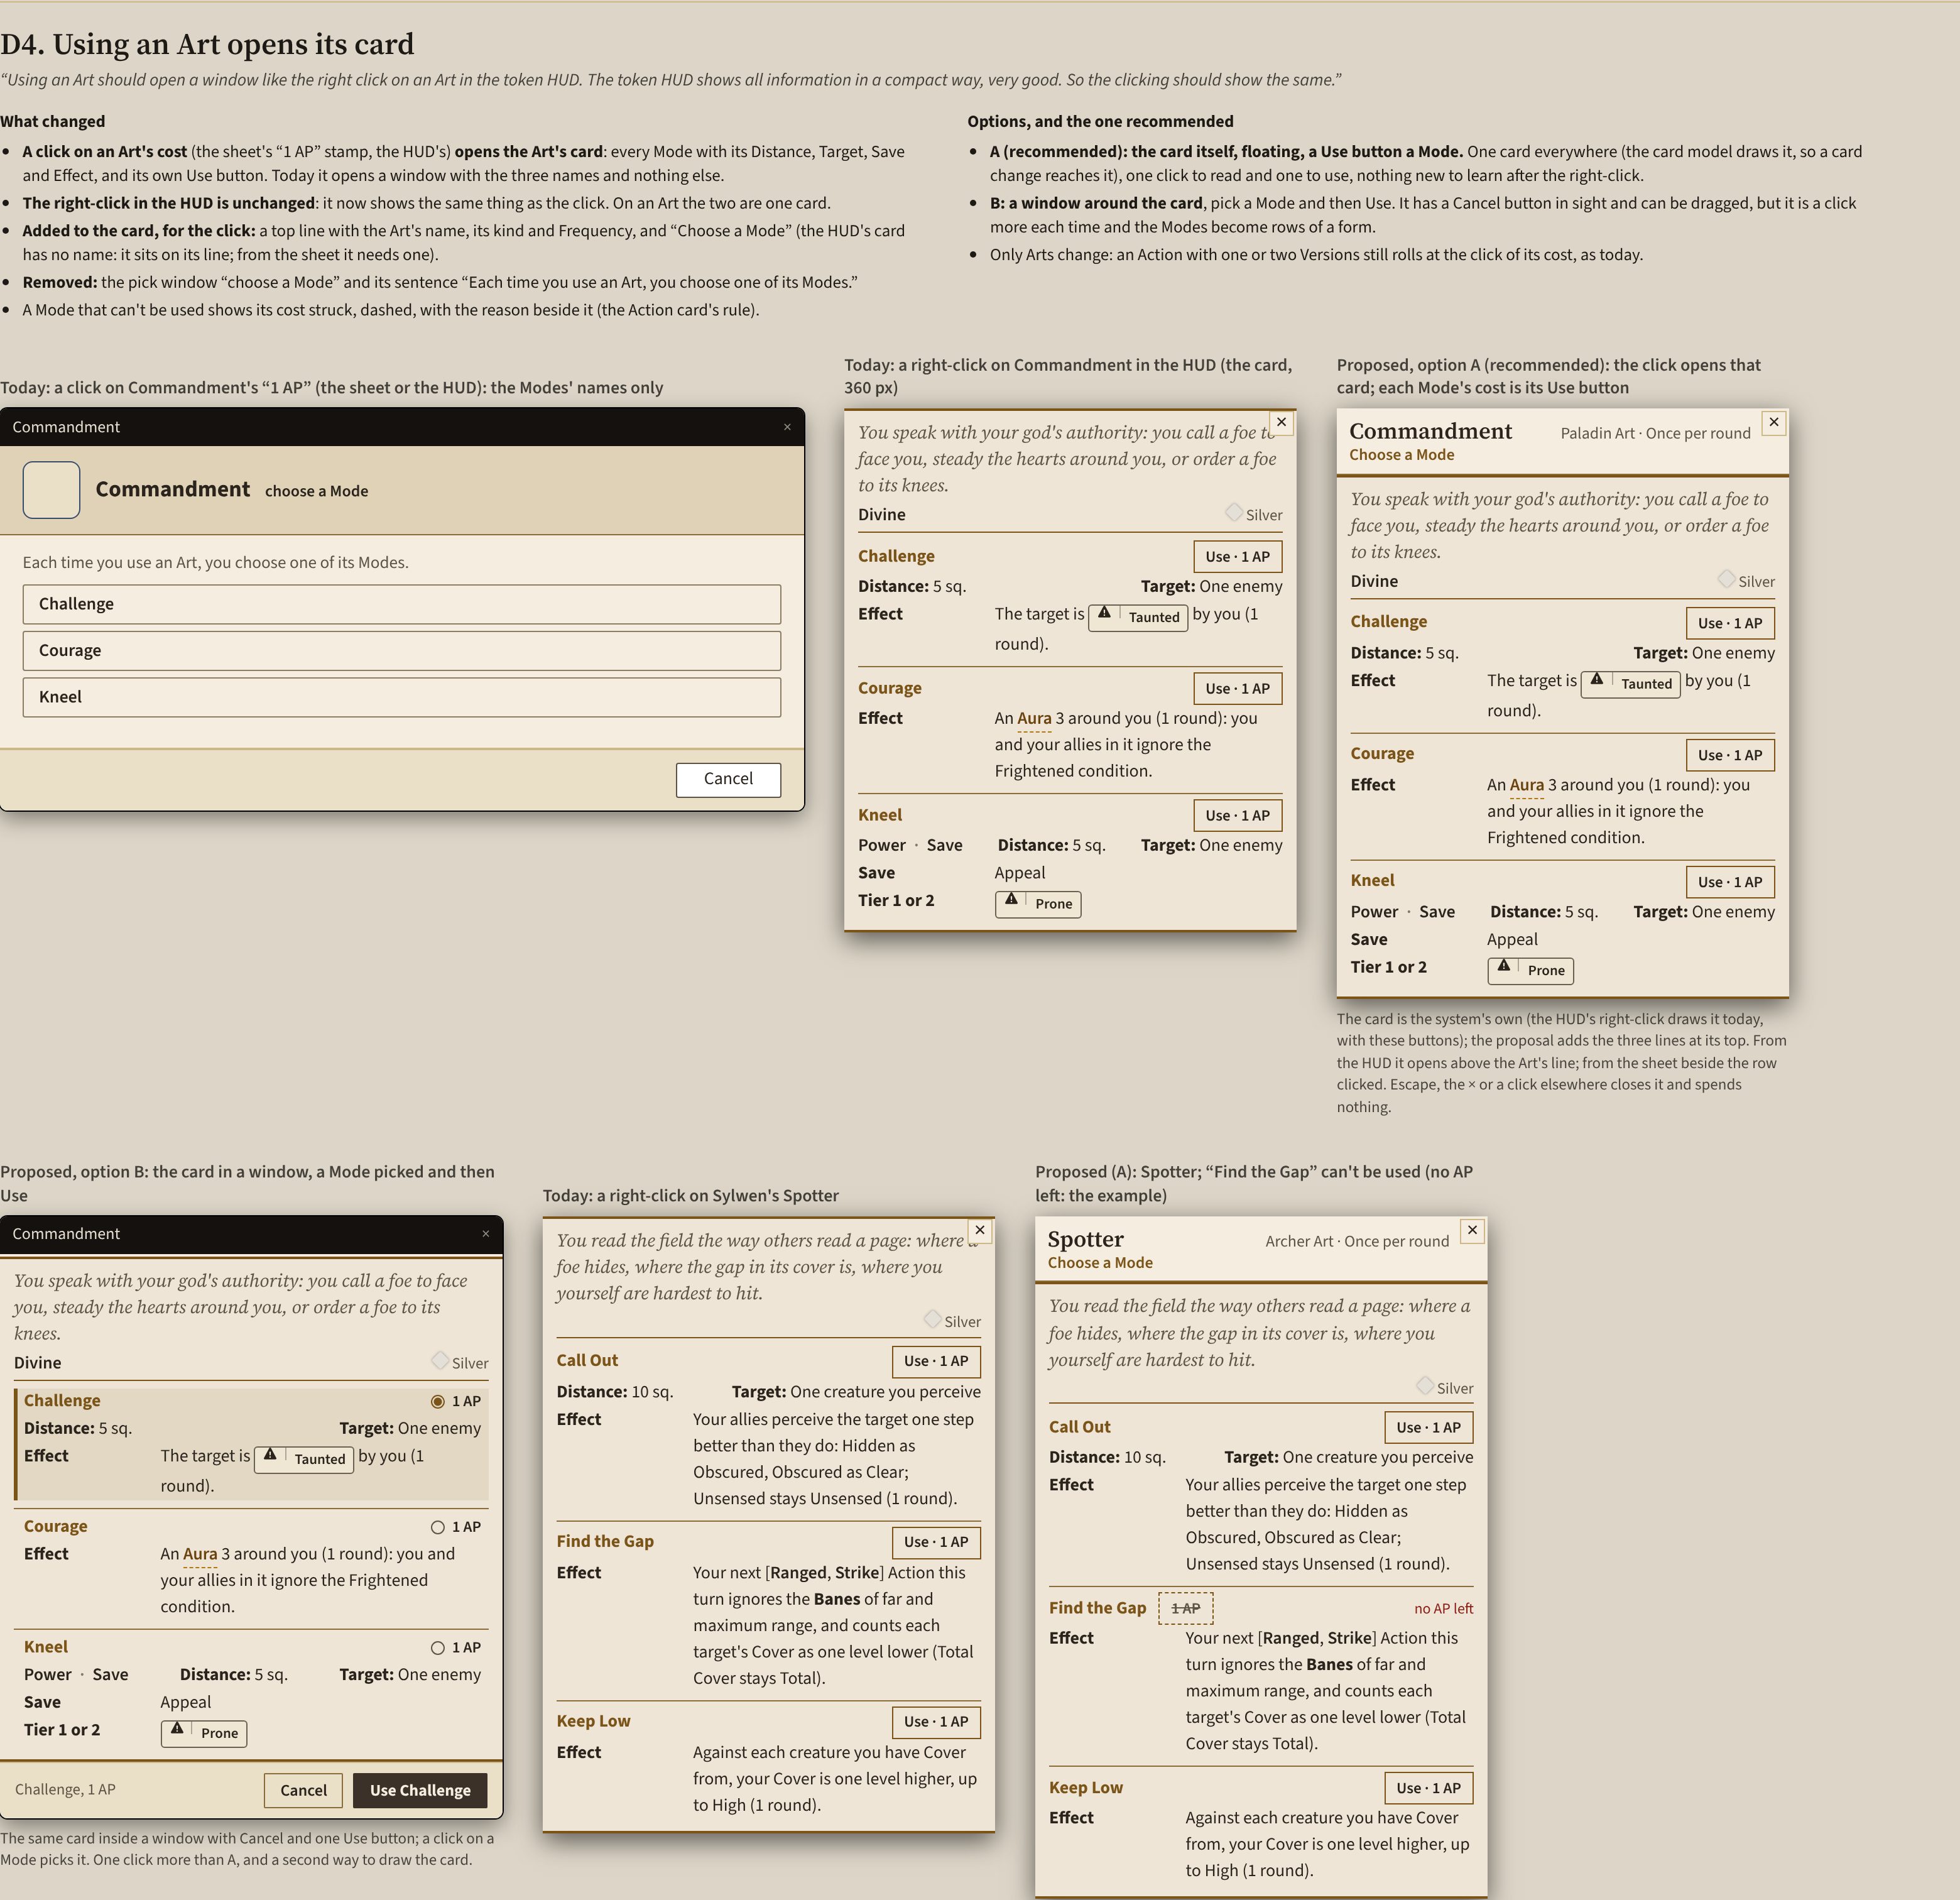 D4. Using an Art opens its card
“Using an Art should open a window like the right click on an Art in the token HUD. The token HUD shows all information in a compact way, very good. So the clicking should show the same.”
What changed
• A click on an Art's cost (the sheet's “1 AP” stamp, the HUD's) opens the Art's card: every Mode with its Distance, Target, Save
and Effect, and its own Use button. Today it opens a window with the three names and nothing else.
• The right-click in the HUD is unchanged: it now shows the same thing as the click. On an Art the two are one card.
• Added to the card, for the click: a top line with the Art's name, its kind and Frequency, and “Choose a Mode” (the HUD's card
has no name: it sits on its line; from the sheet it needs one).
• Removed: the pick window “choose a Mode” and its sentence “Each time you use an Art, you choose one of its Modes.”
• A Mode that can't be used shows its cost struck, dashed, with the reason beside it (the Action card's rule).
Options, and the one recommended
• A (recommended): the card itself, floating, a Use button a Mode. One card everywhere (the card model draws it, so a card
change reaches it), one click to read and one to use, nothing new to learn after the right-click.
• B: a window around the card, pick a Mode and then Use. It has a Cancel button in sight and can be dragged, but it is a click
more each time and the Modes become rows of a form.
• Only Arts change: an Action with one or two Versions still rolls at the click of its cost, as today.
Today: a click on Commandment's “1 AP” (the sheet or the HUD): the Modes' names only
Commandment ×
Commandment choose a Mode
Each time you use an Art, you choose one of its Modes.
Challenge
Courage
Kneel
Cancel
Today: a right-click on Commandment in the HUD (the card,
360 px)
✕
You speak with your god's authority: you call a foe to
face you, steady the hearts around you, or order a foe
to its knees.
Divine Silver
Challenge Use · 1 AP
Distance: 5 sq. Target: One enemy
Effect The target is Taunted by you (1
round).
Courage Use · 1 AP
Effect An Aura 3 around you (1 round): you
and your allies in it ignore the
Frightened condition.
Kneel Use · 1 AP
Power · Save Distance: 5 sq. Target: One enemy
Save Appeal
Tier 1 or 2 Prone
Proposed, option A (recommended): the click opens that
card; each Mode's cost is its Use button
Commandment Paladin Art · Once per round ✕
Choose a Mode
You speak with your god's authority: you call a foe to
face you, steady the hearts around you, or order a foe
to its knees.
Divine Silver
Challenge Use · 1 AP
Distance: 5 sq. Target: One enemy
Effect The target is Taunted by you (1
round).
Courage Use · 1 AP
Effect An Aura 3 around you (1 round): you
and your allies in it ignore the
Frightened condition.
Kneel Use · 1 AP
Power · Save Distance: 5 sq. Target: One enemy
Save Appeal
Tier 1 or 2 Prone
The card is the system's own (the HUD's right-click draws it today,
with these buttons); the proposal adds the three lines at its top. From
the HUD it opens above the Art's line; from the sheet beside the row
clicked. Escape, the × or a click elsewhere closes it and spends
nothing.
Proposed, option B: the card in a window, a Mode picked and then
Use
Commandment ×
You speak with your god's authority: you call a foe to face
you, steady the hearts around you, or order a foe to its
knees.
Divine Silver
Challenge 1 AP
Distance: 5 sq. Target: One enemy
Effect The target is Taunted by you (1
round).
Courage 1 AP
Effect An Aura 3 around you (1 round): you and
your allies in it ignore the Frightened
condition.
Kneel 1 AP
Power · Save Distance: 5 sq. Target: One enemy
Save Appeal
Tier 1 or 2 Prone
Challenge, 1 AP Cancel Use Challenge
The same card inside a window with Cancel and one Use button; a click on a
Mode picks it. One click more than A, and a second way to draw the card.
Today: a right-click on Sylwen's Spotter
✕
You read the field the way others read a page: where a
foe hides, where the gap in its cover is, where you
yourself are hardest to hit.
Silver
Call Out Use · 1 AP
Distance: 10 sq. Target: One creature you perceive
Effect Your allies perceive the target one step
better than they do: Hidden as
Obscured, Obscured as Clear;
Unsensed stays Unsensed (1 round).
Find the Gap Use · 1 AP
Effect Your next [Ranged, Strike] Action this
turn ignores the Banes of far and
maximum range, and counts each
target's Cover as one level lower (Total
Cover stays Total).
Keep Low Use · 1 AP
Effect Against each creature you have Cover
from, your Cover is one level higher, up
to High (1 round).
Proposed (A): Spotter; “Find the Gap” can't be used (no AP
left: the example)
Spotter Archer Art · Once per round ✕
Choose a Mode
You read the field the way others read a page: where a
foe hides, where the gap in its cover is, where you
yourself are hardest to hit.
Silver
Call Out Use · 1 AP
Distance: 10 sq. Target: One creature you perceive
Effect Your allies perceive the target one step
better than they do: Hidden as
Obscured, Obscured as Clear;
Unsensed stays Unsensed (1 round).
Find the Gap 1 AP no AP left
Effect Your next [Ranged, Strike] Action this
turn ignores the Banes of far and
maximum range, and counts each
target's Cover as one level lower (Total
Cover stays Total).
Keep Low Use · 1 AP
Effect Against each creature you have Cover
from, your Cover is one level higher, up
to High (1 round).